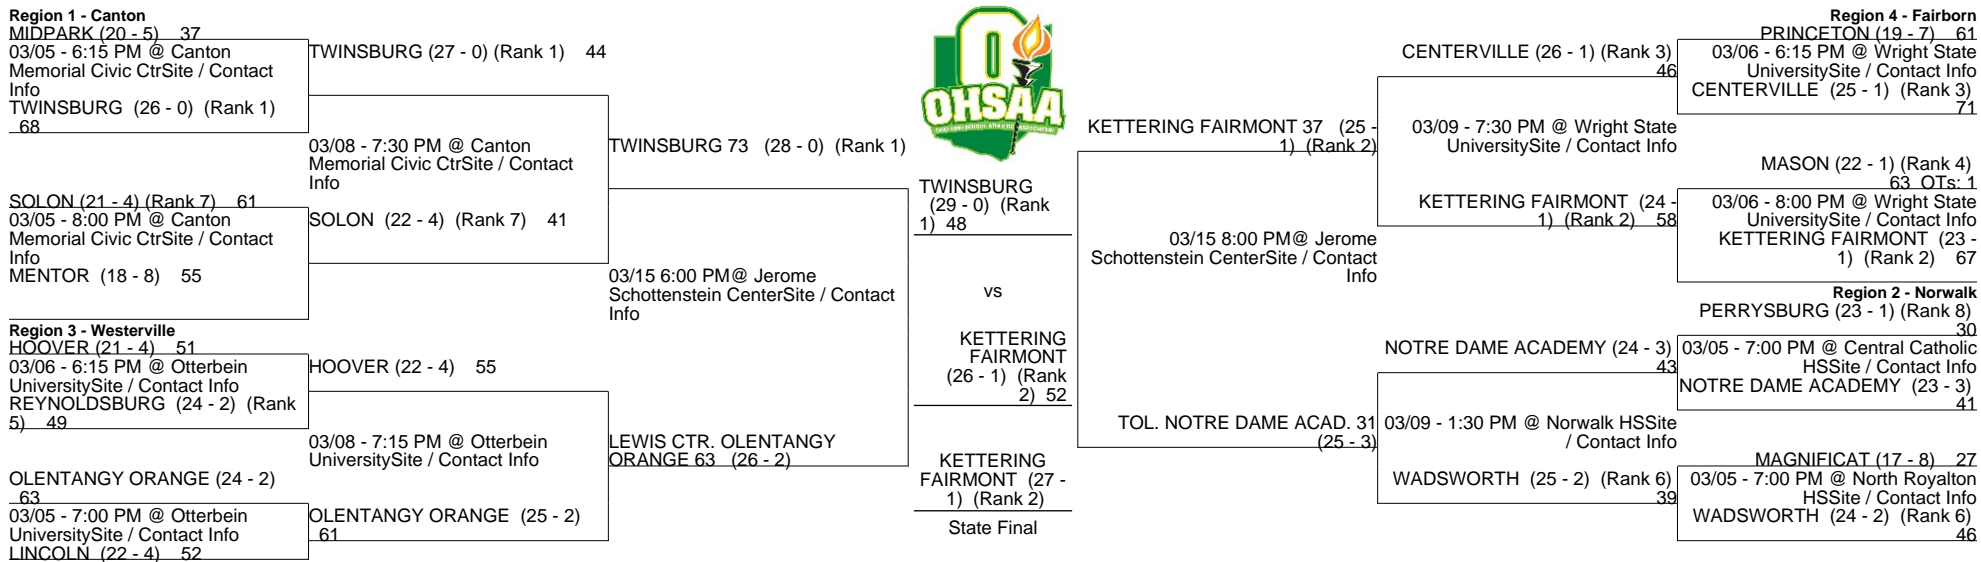 Region 1 - Canton
MIDPARK (20 - 5) 37
03/05 - 6:15 PM @ Canton
Memorial Civic CtrSite / Contact
Info
TWINSBURG (26 - 0) (Rank 1)
68
SOLON (21 - 4) (Rank 7) 61
03/05 - 8:00 PM @ Canton
Memorial Civic CtrSite / Contact
Info
MENTOR (18 - 8) 55
Region 3 - Westerville
HOOVER (21 - 4) 51
03/06 - 6:15 PM @ Otterbein
UniversitySite / Contact Info
REYNOLDSBURG (24 - 2) (Rank
5) 49
OLENTANGY ORANGE (24 - 2)
63
03/05 - 7:00 PM @ Otterbein
UniversitySite / Contact Info
LINCOLN (22 - 4) 52
TWINSBURG (27 - 0) (Rank 1) 44
03/08 - 7:30 PM @ Canton
Memorial Civic CtrSite / Contact
Info
SOLON (22 - 4) (Rank 7) 41
HOOVER (22 - 4) 55
03/08 - 7:15 PM @ Otterbein
UniversitySite / Contact Info
OLENTANGY ORANGE (25 - 2)
61
TWINSBURG 73 (28 - 0) (Rank 1)
03/15 6:00 PM@ Jerome
Schottenstein CenterSite / Contact
Info
LEWIS CTR. OLENTANGY
ORANGE 63 (26 - 2)
OHSAA
TWINSBURG
(29 - 0) (Rank
1) 48
vs
KETTERING
FAIRMONT
(26 - 1) (Rank
2) 52
KETTERING
FAIRMONT (27 -
1) (Rank 2)
State Final
KETTERING FAIRMONT 37 (25 -
1) (Rank 2)
03/15 8:00 PM@ Jerome
Schottenstein CenterSite / Contact
Info
TOL. NOTRE DAME ACAD. 31
(25 - 3)
CENTERVILLE (26 - 1) (Rank 3)
46
03/09 - 7:30 PM @ Wright State
UniversitySite / Contact Info
KETTERING FAIRMONT (24 -
1) (Rank 2) 58
NOTRE DAME ACADEMY (24 - 3)
43
03/09 - 1:30 PM @ Norwalk HSSite
/ Contact Info
WADSWORTH (25 - 2) (Rank 6)
39
Region 4 - Fairborn
PRINCETON (19 - 7) 61
03/06 - 6:15 PM @ Wright State
UniversitySite / Contact Info
CENTERVILLE (25 - 1) (Rank 3)
71
MASON (22 - 1) (Rank 4)
63 OTs: 1
03/06 - 8:00 PM @ Wright State
UniversitySite / Contact Info
KETTERING FAIRMONT (23 -
1) (Rank 2) 67
Region 2 - Norwalk
PERRYSBURG (23 - 1) (Rank 8)
30
03/05 - 7:00 PM @ Central Catholic
HSSite / Contact Info
NOTRE DAME ACADEMY (23 - 3)
41
MAGNIFICAT (17 - 8) 27
03/05 - 7:00 PM @ North Royalton
HSSite / Contact Info
WADSWORTH (24 - 2) (Rank 6)
46